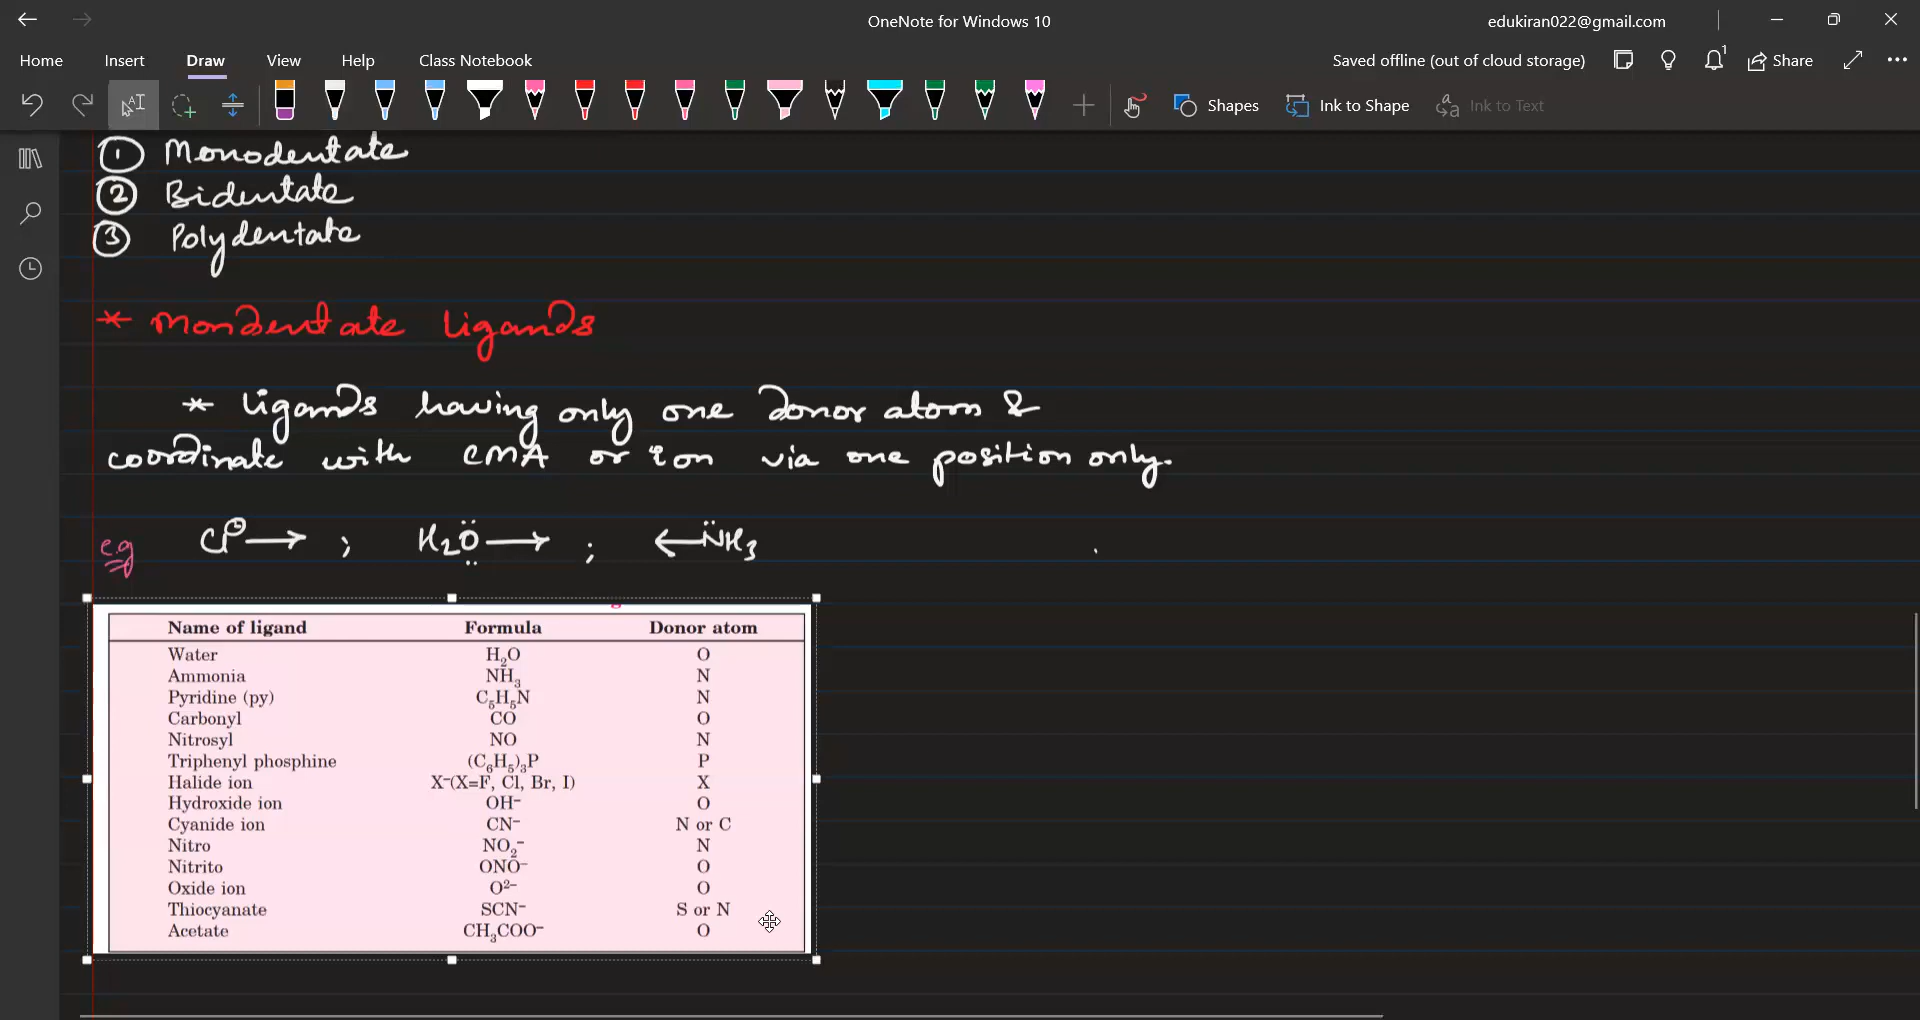 OneNote for Windows 10
edukiran022@gmail.com
Home Insert Draw View Help Class Notebook
Saved offline (out of cloud storage)
1
Share
Shapes
Ink to Shape
Ink to Text
① Monodentate
② Bidentate
③ Polydentate
* Monodentate Ligands
* Ligands having only one donor atom &
coordinate with CMA or ion via one position only.
e.g Cl⊖→ ; H₂Ö→ ; ←N̈H₃
Name of ligand Formula Donor atom
Water H₂O O
Ammonia NH₃ N
Pyridine (py) C₅H₅N N
Carbonyl CO O
Nitrosyl NO N
Triphenyl phosphine (C₆H₅)₃P P
Halide ion X⁻(X=F, Cl, Br, I) X
Hydroxide ion OH⁻ O
Cyanide ion CN⁻ N or C
Nitro NO₂⁻ N
Nitrito ONO⁻ O
Oxide ion O²⁻ O
Thiocyanate SCN⁻ S or N
Acetate CH₃COO⁻ O